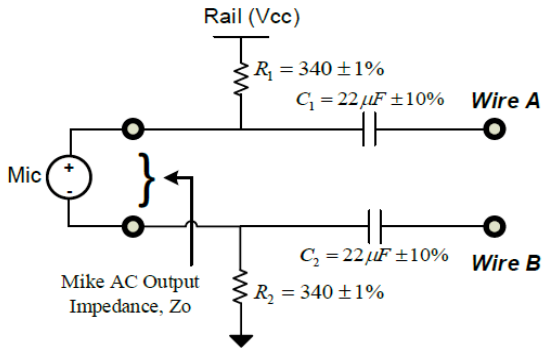 Rail (Vcc)
R₁ = 340 ±1%
C₁ = 22 μF ±10%
Wire A
+
Mic
-
}
C₂ = 22 μF ±10%
Wire B
Mike AC Output
Impedance, Zo
R₂ = 340 ±1%